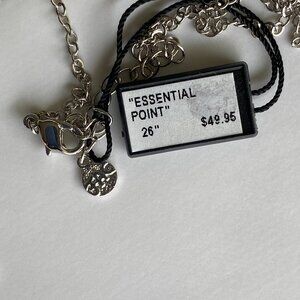 "ESSENTIAL
POINT"
26" $49.95